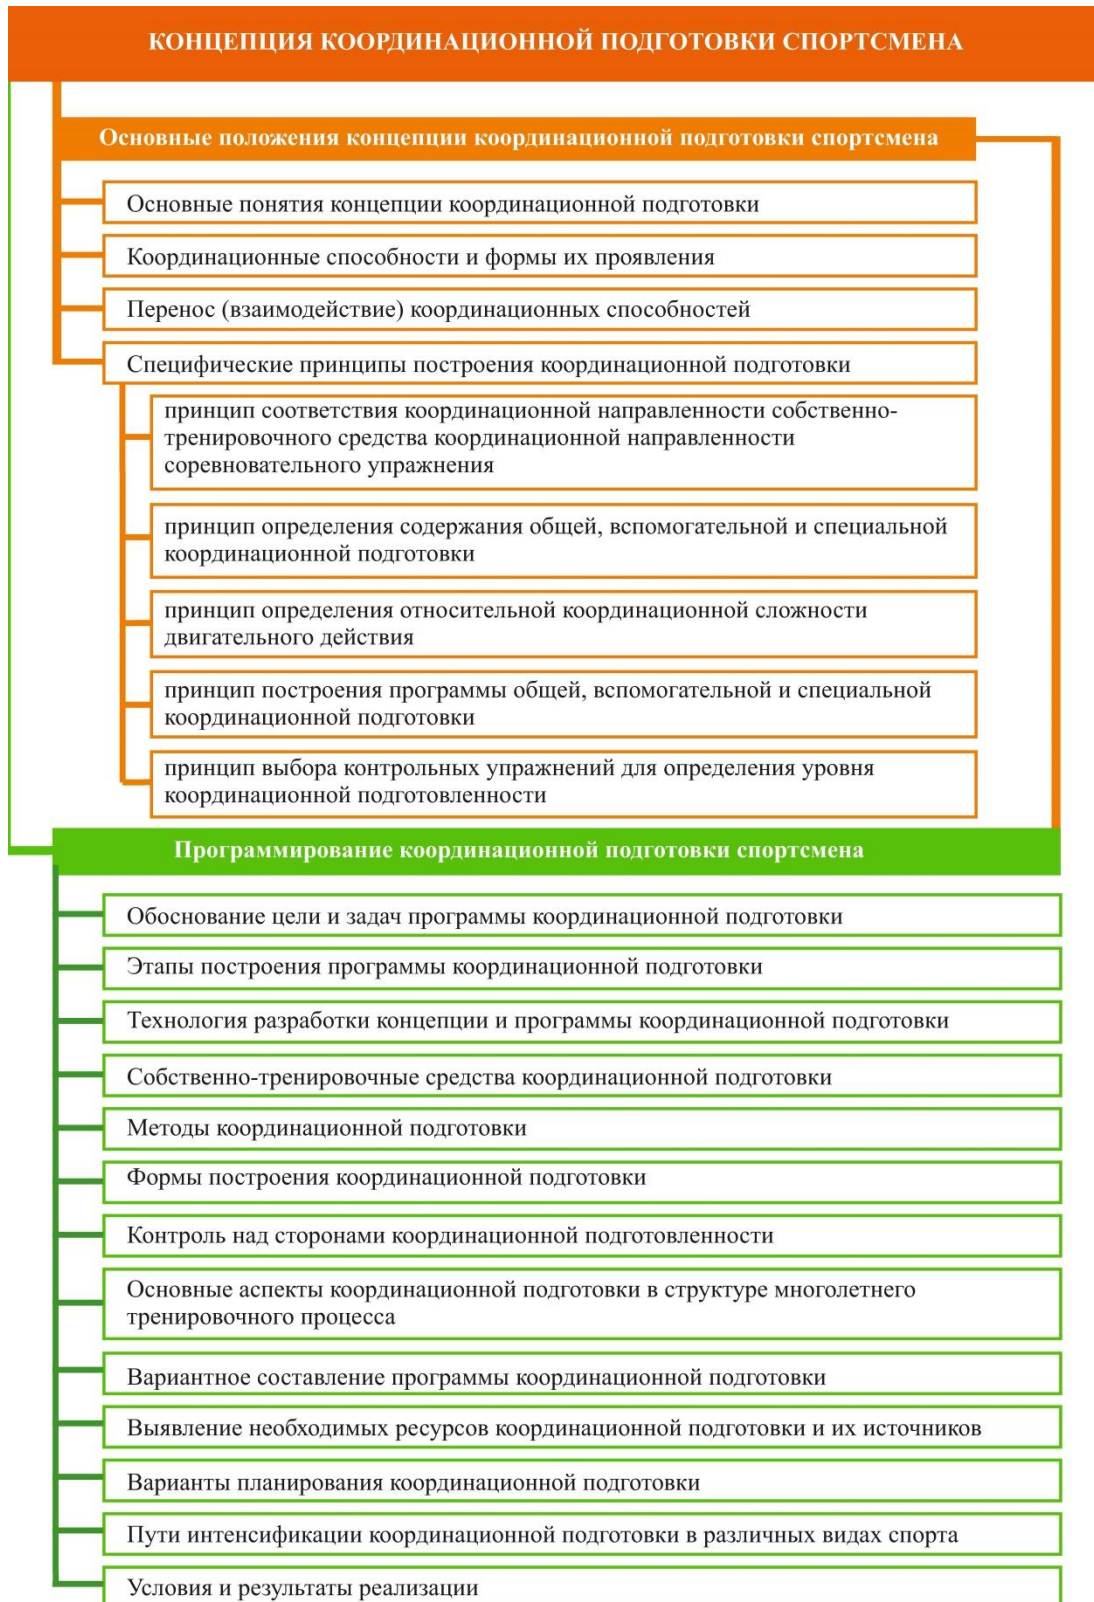 КОНЦЕПЦИЯ КООРДИНАЦИОННОЙ ПОДГОТОВКИ СПОРТСМЕНА
Основные положения концепции координационной подготовки спортсмена
Основные понятия концепции координационной подготовки
Координационные способности и формы их проявления
Перенос (взаимодействие) координационных способностей
Специфические принципы построения координационной подготовки
принцип соответствия координационной направленности собственно-
тренировочного средства координационной направленности
соревновательного упражнения
принцип определения содержания общей, вспомогательной и специальной
координационной подготовки
принцип определения относительной координационной сложности
двигательного действия
принцип построения программы общей, вспомогательной и специальной
координационной подготовки
принцип выбора контрольных упражнений для определения уровня
координационной подготовленности
Программирование координационной подготовки спортсмена
Обоснование цели и задач программы координационной подготовки
Этапы построения программы координационной подготовки
Технология разработки концепции и программы координационной подготовки
Собственно-тренировочные средства координационной подготовки
Методы координационной подготовки
Формы построения координационной подготовки
Контроль над сторонами координационной подготовленности
Основные аспекты координационной подготовки в структуре многолетнего
тренировочного процесса
Вариантное составление программы координационной подготовки
Выявление необходимых ресурсов координационной подготовки и их источников
Варианты планирования координационной подготовки
Пути интенсификации координационной подготовки в различных видах спорта
Условия и результаты реализации